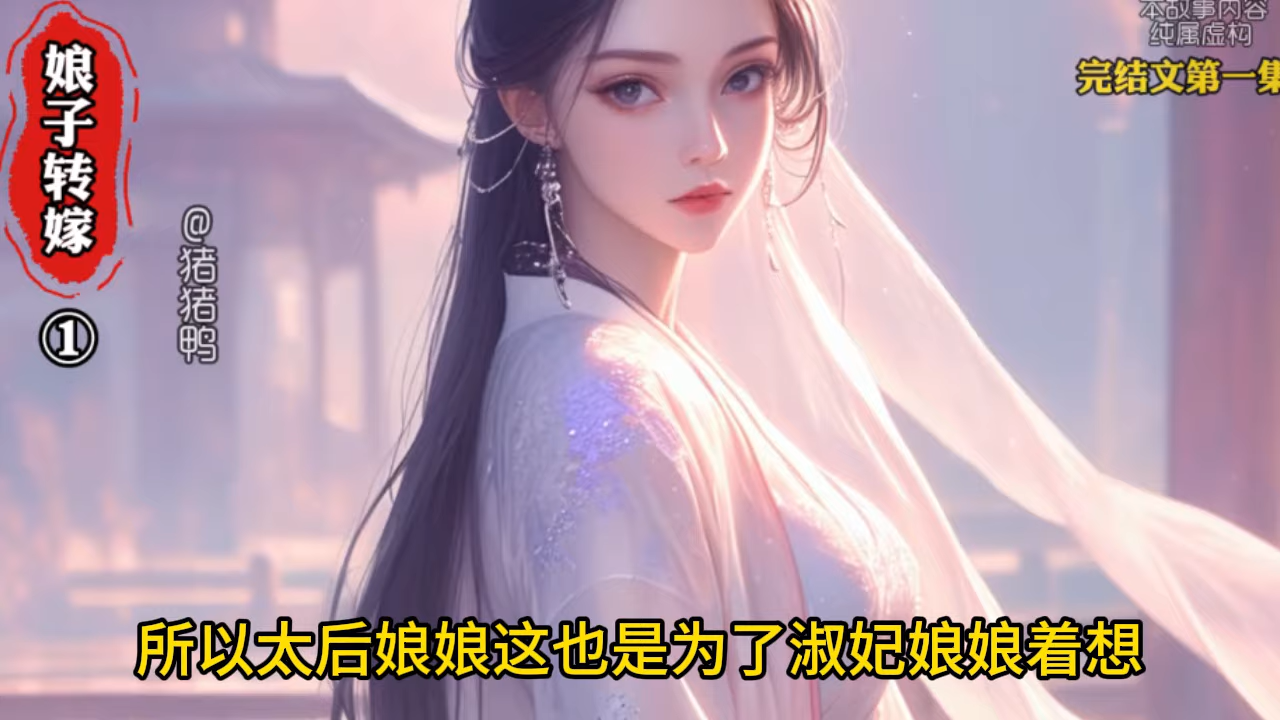 娘子转嫁
①
@猪猪鸭
本故事内容
纯属虚构
完结文第一集
所以太后娘娘这也是为了淑妃娘娘着想